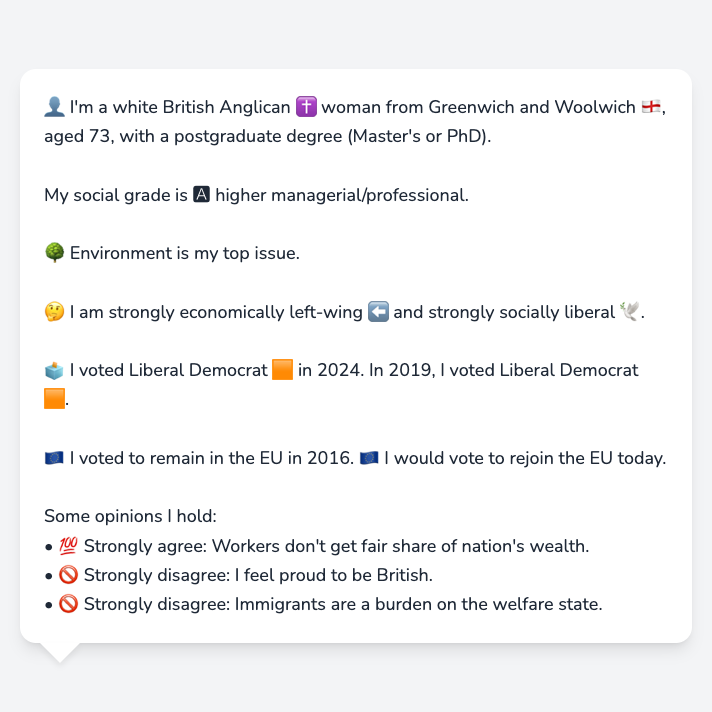 👤 I'm a white British Anglican ✝️ woman from Greenwich and Woolwich 🏴󠁧󠁢󠁥󠁮󠁧󠁿,
aged 73, with a postgraduate degree (Master's or PhD).
My social grade is 🅰 higher managerial/professional.
🌳 Environment is my top issue.
🤔 I am strongly economically left-wing ⬅️ and strongly socially liberal 🕊️.
🗳️ I voted Liberal Democrat 🟧 in 2024. In 2019, I voted Liberal Democrat
🟧.
🇪🇺 I voted to remain in the EU in 2016. 🇪🇺 I would vote to rejoin the EU today.
Some opinions I hold:
• 💯 Strongly agree: Workers don't get fair share of nation's wealth.
• 🚫 Strongly disagree: I feel proud to be British.
• 🚫 Strongly disagree: Immigrants are a burden on the welfare state.